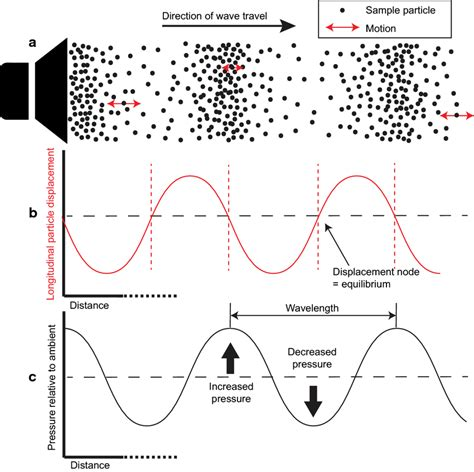 Direction of wave travel
Sample particle
Motion
a
Longitudinal particle displacement
b
Displacement node
= equilibrium
Distance
Pressure relative to ambient
c
Wavelength
Increased
pressure
Decreased
pressure
Distance